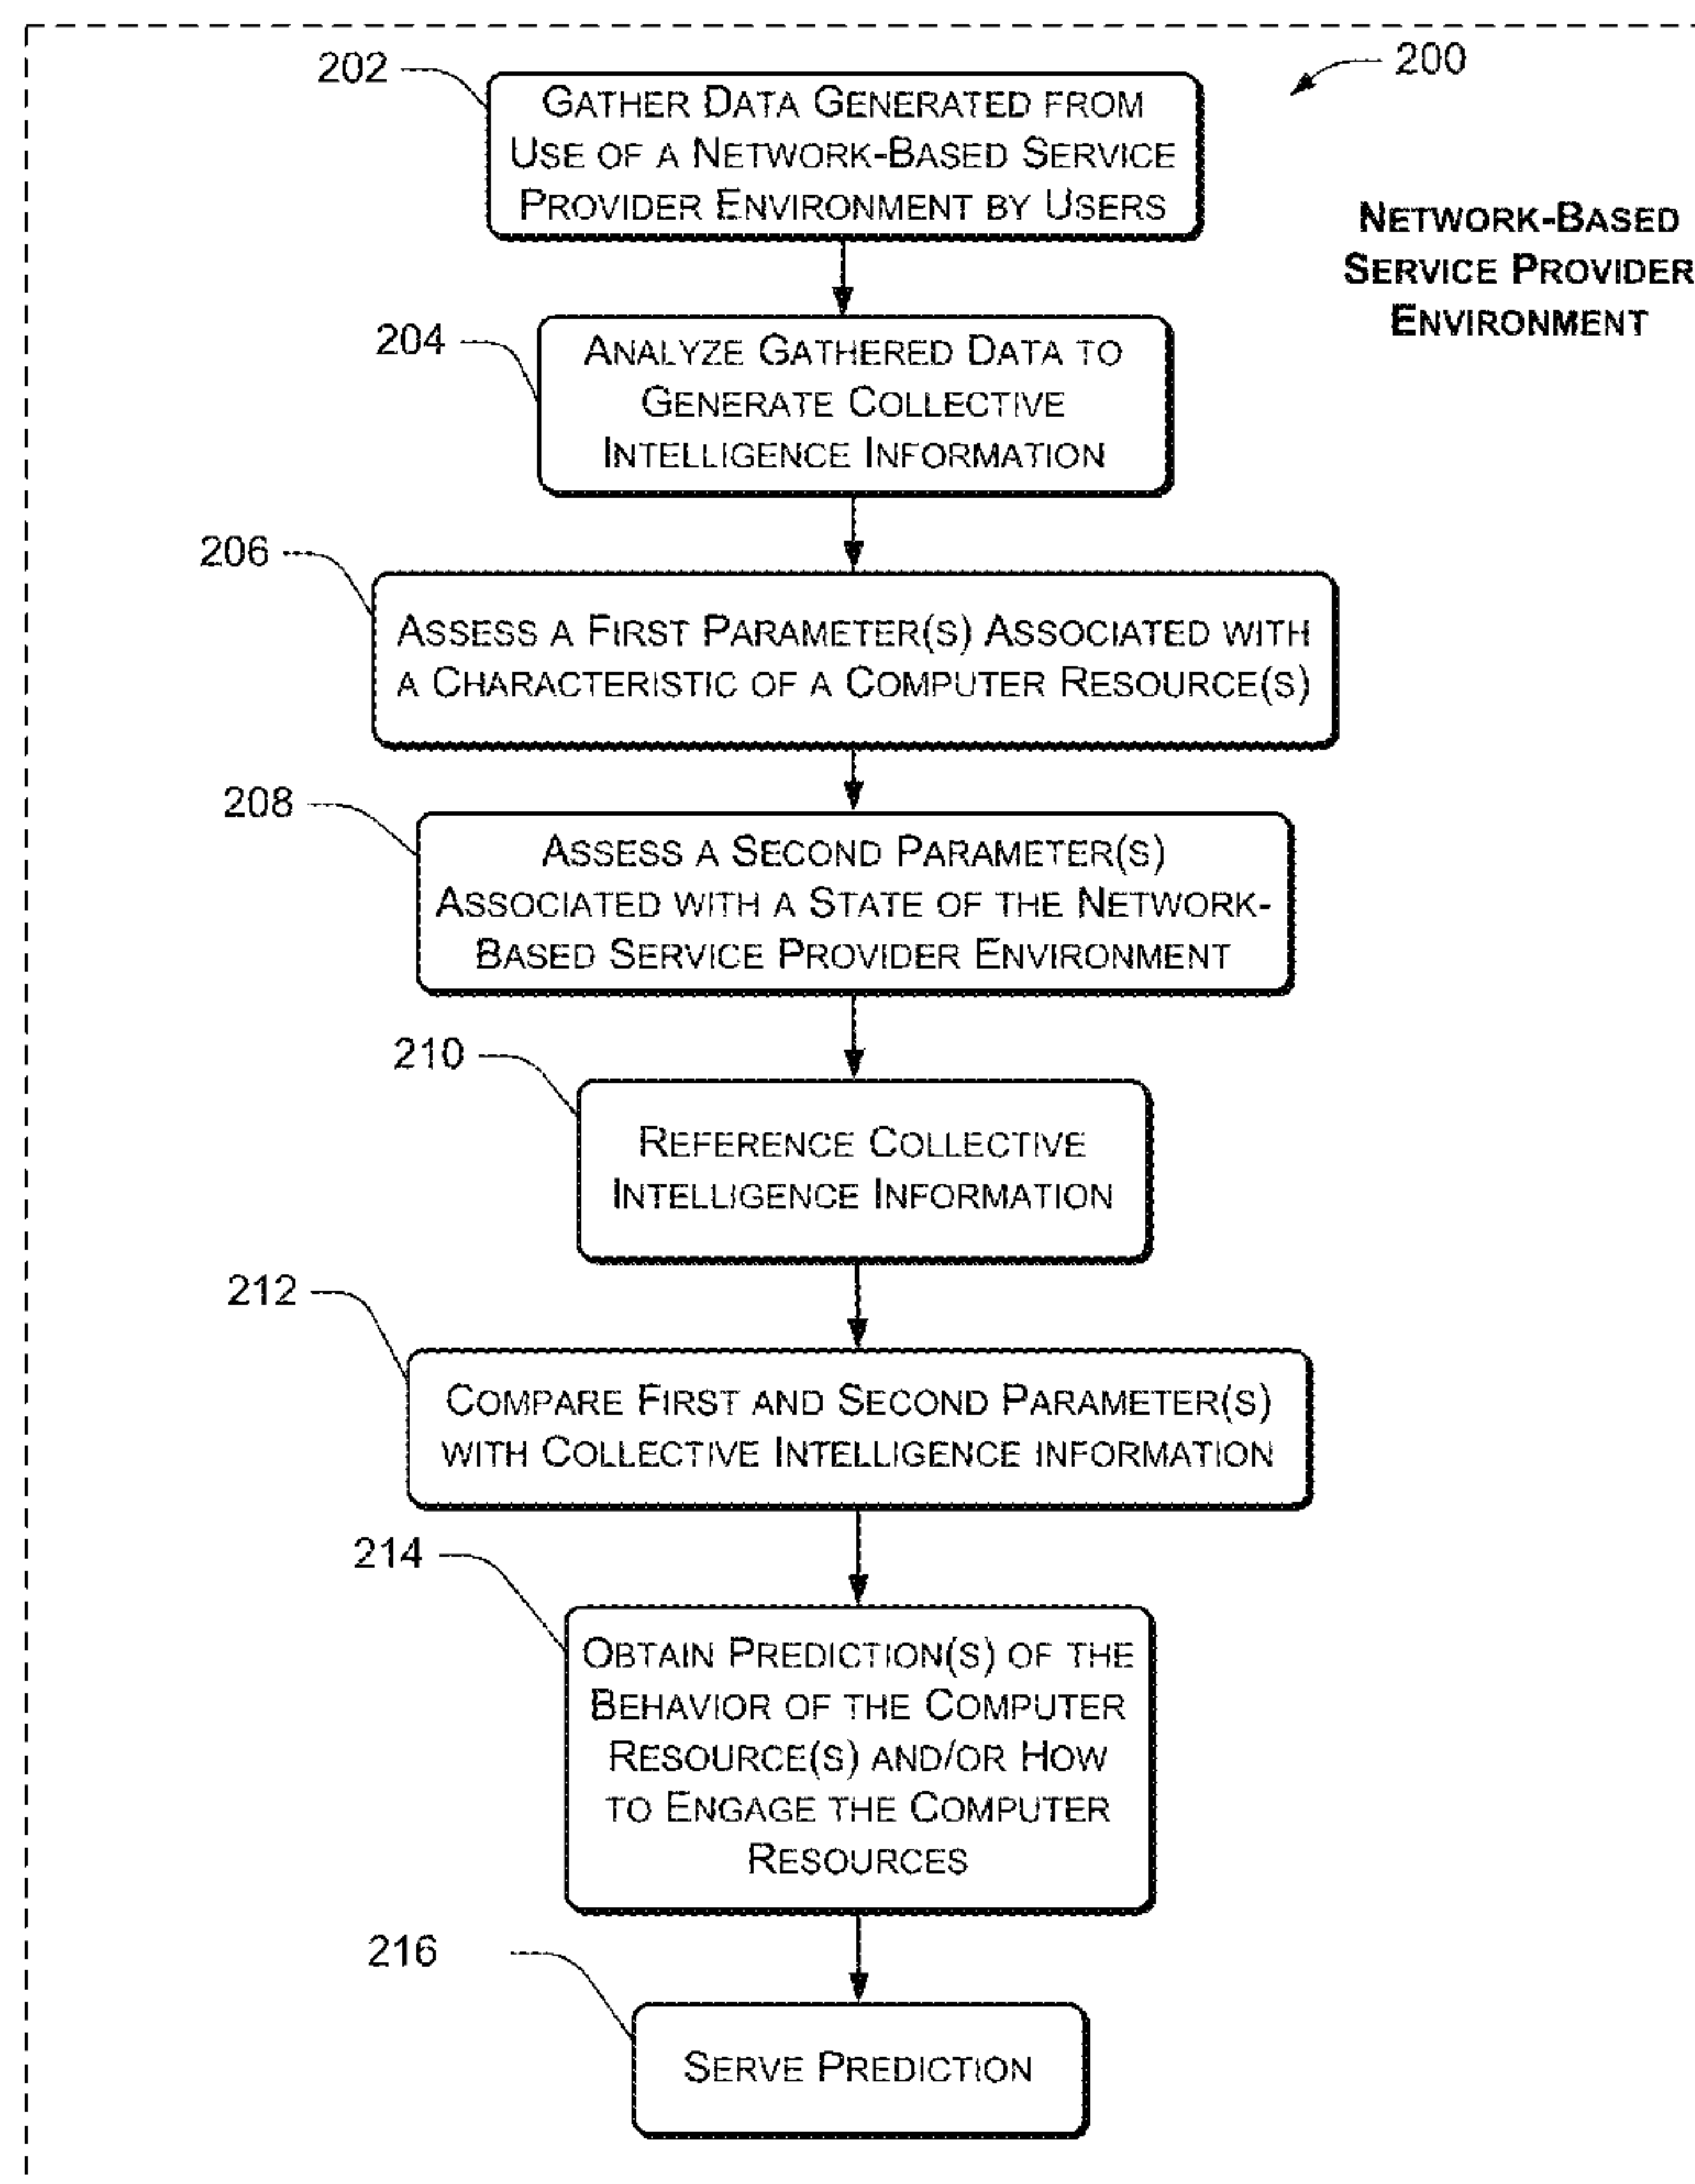 202
200
GATHER DATA GENERATED FROM
USE OF A NETWORK-BASED SERVICE
PROVIDER ENVIRONMENT BY USERS
NETWORK-BASED
SERVICE PROVIDER
ENVIRONMENT
204
ANALYZE GATHERED DATA TO
GENERATE COLLECTIVE
INTELLIGENCE INFORMATION
206
ASSESS A FIRST PARAMETER(S) ASSOCIATED WITH
A CHARACTERISTIC OF A COMPUTER RESOURCE(S)
208
ASSESS A SECOND PARAMETER(S)
ASSOCIATED WITH A STATE OF THE NETWORK-
BASED SERVICE PROVIDER ENVIRONMENT
210
REFERENCE COLLECTIVE
INTELLIGENCE INFORMATION
212
COMPARE FIRST AND SECOND PARAMETER(S)
WITH COLLECTIVE INTELLIGENCE INFORMATION
214
OBTAIN PREDICTION(S) OF THE
BEHAVIOR OF THE COMPUTER
RESOURCE(S) AND/OR HOW
TO ENGAGE THE COMPUTER
RESOURCES
216
SERVE PREDICTION